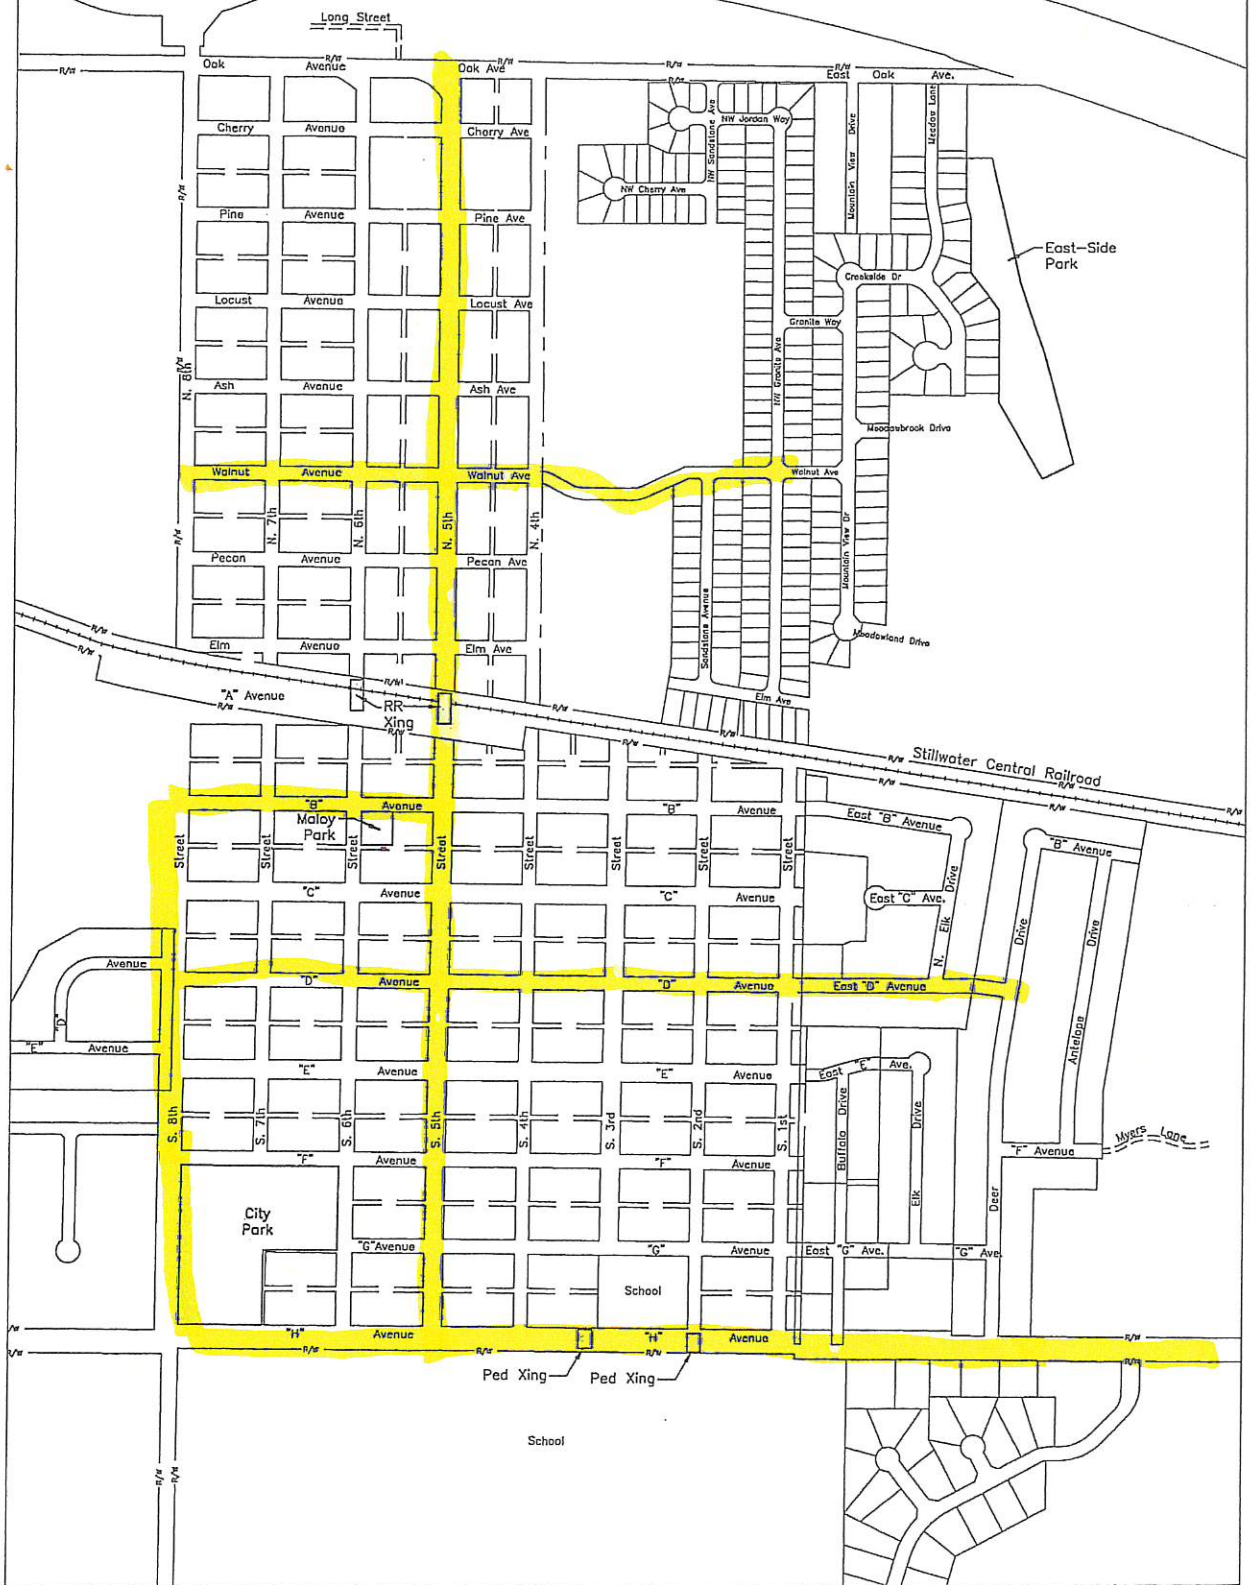 Long Street
R/W
R/W
Oak Avenue
R/W
Oak Ave
R/W
R/W
East Oak Ave.
R/W
Cherry Avenue
Cherry Ave
NW Jordan Way
NW Sandstone Ave
Mountain View Drive
Meadow Lane
NW Cherry Ave
R/W
Pine Avenue
Pine Ave
East-Side
Park
Creekside Dr
Locust Avenue
Locust Ave
Granite Way
NW Granite Ave
R/W
N. 8th
Ash Avenue
Ash Ave
Meadowbrook Drive
Walnut Avenue
Walnut Ave
Walnut Ave
N. 7th
N. 6th
N. 5th
N. 4th
R/W
Mountain View Dr
Pecan Avenue
Pecan Ave
Sandstone Avenue
Meadowland Drive
R/W
R/W
Elm Avenue
Elm Ave
Elm Ave
R/W
"A" Avenue
R/W
RR
Xing
R/W
R/W
R/W
R/W
R/W
Stillwater Central Railroad
R/W
R/W
R/W
R/W
"B" Avenue
"B"
East "B" Avenue
"B" Avenue
Maloy
Park
Street
Street
Street
Street
Street
Street
Street
Street
"C" Avenue
"C" Avenue
East "C" Ave.
N. Elk Drive
Drive
Drive
Avenue
"D" Avenue
"D" Avenue
East "D" Avenue
"D"
"E" Avenue
"E" Avenue
"E" Avenue
East "E" Ave.
Antelope
S. 8th
S. 7th
S. 6th
S. 5th
S. 4th
S. 3rd
S. 2nd
S. 1st
Buffalo Drive
Elk Drive
Myers Lane
"F" Avenue
"F" Avenue
"F" Avenue
Deer
City
Park
"G" Avenue
"G" Avenue
East "G" Ave.
"G" Ave.
School
R/W
"H" Avenue
"H" Avenue
R/W
R/W
R/W
R/W
R/W
Ped Xing
Ped Xing
School
R/W
R/W